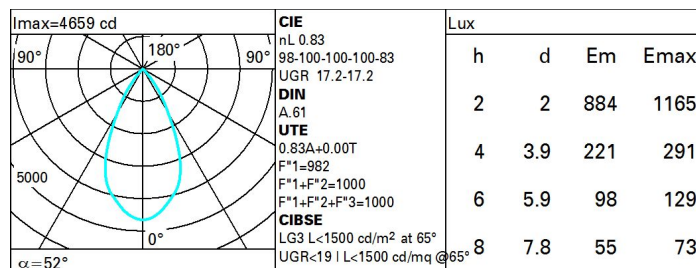 Imax=4659 cd
90°
180°
90°
5000
0°
α=52°
CIE
nL 0.83
98-100-100-100-83
UGR 17.2-17.2
DIN
A.61
UTE
0.83A+0.00T
F"1=982
F"1+F"2=1000
F"1+F"2+F"3=1000
CIBSE
LG3 L<1500 cd/m² at 65°
UGR<19 | L<1500 cd/mq @65°
Lux
h d Em Emax
2 2 884 1165
4 3.9 221 291
6 5.9 98 129
8 7.8 55 73